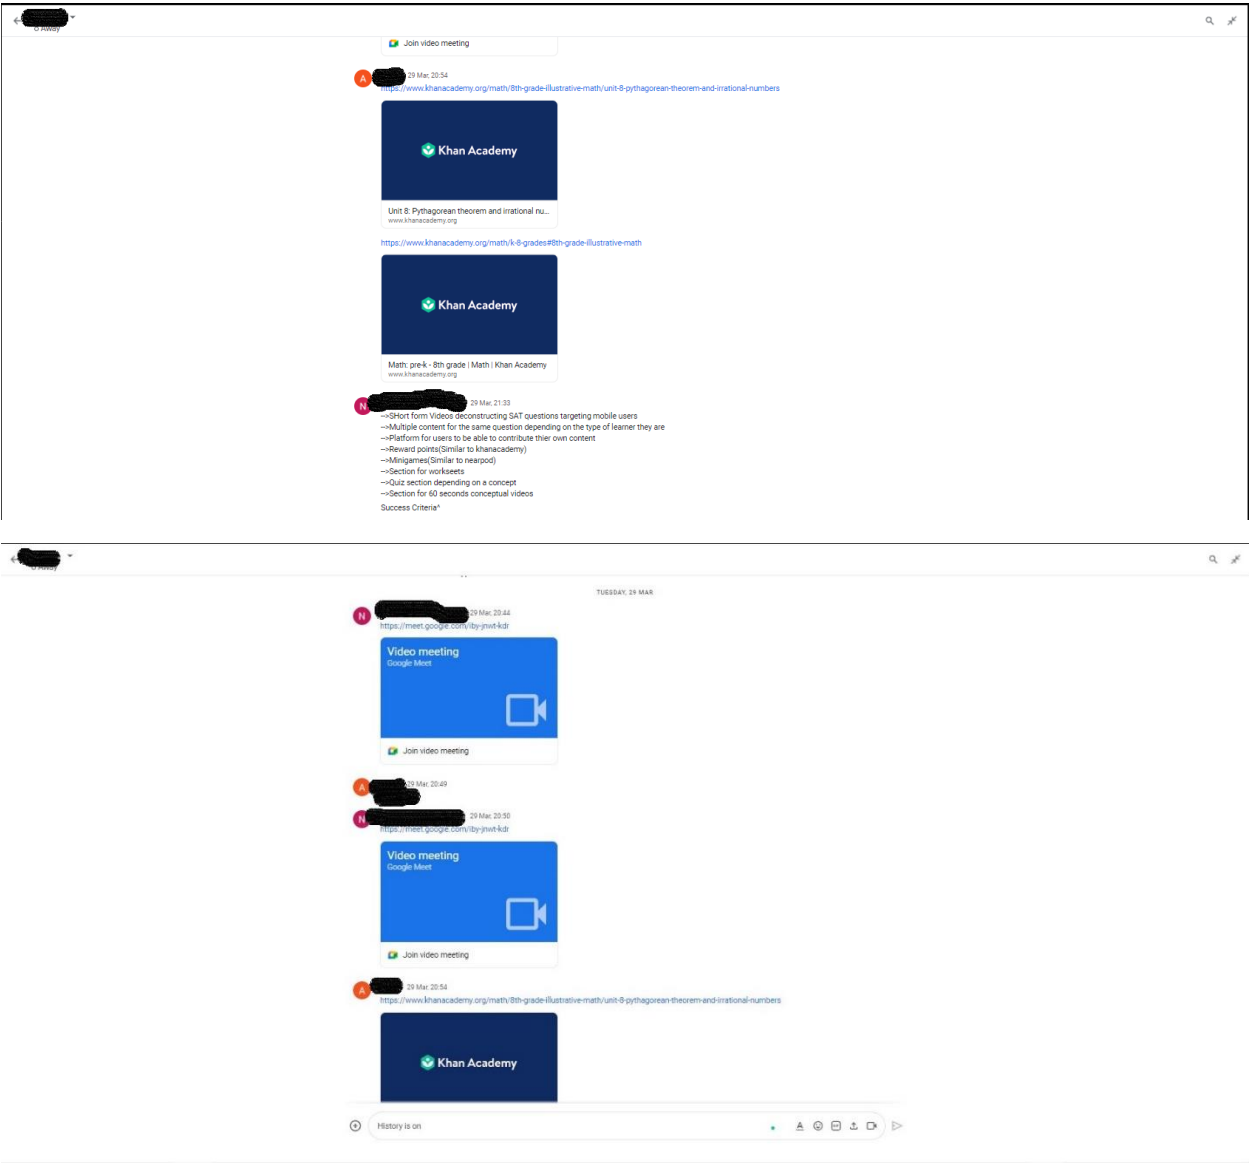 Away
Join video meeting
A
29 Mar, 20:54
https://www.khanacademy.org/math/8th-grade-illustrative-math/unit-8-pythagorean-theorem-and-irrational-numbers
Khan Academy
Unit 8: Pythagorean theorem and irrational nu...
www.khanacademy.org
https://www.khanacademy.org/math/k-8-grades#8th-grade-illustrative-math
Khan Academy
Math: pre-k - 8th grade | Math | Khan Academy
www.khanacademy.org
N
29 Mar, 21:33
-->SHort form Videos deconstructing SAT questions targeting mobile users
-->Multiple content for the same question depending on the type of learner they are
-->Platform for users to be able to contribute thier own content
-->Reward points(Similar to khanacademy)
-->Minigames(Similar to nearpod)
-->Section for workseets
-->Quiz section depending on a concept
-->Section for 60 seconds conceptual videos
Success Criteria^
Away
TUESDAY, 29 MAR
N
29 Mar, 20:44
https://meet.google.com/iby-jnwt-kdr
Video meeting
Google Meet
Join video meeting
A
29 Mar, 20:49
N
29 Mar, 20:50
https://meet.google.com/iby-jnwt-kdr
Video meeting
Google Meet
Join video meeting
A
29 Mar, 20:54
https://www.khanacademy.org/math/8th-grade-illustrative-math/unit-8-pythagorean-theorem-and-irrational-numbers
Khan Academy
History is on